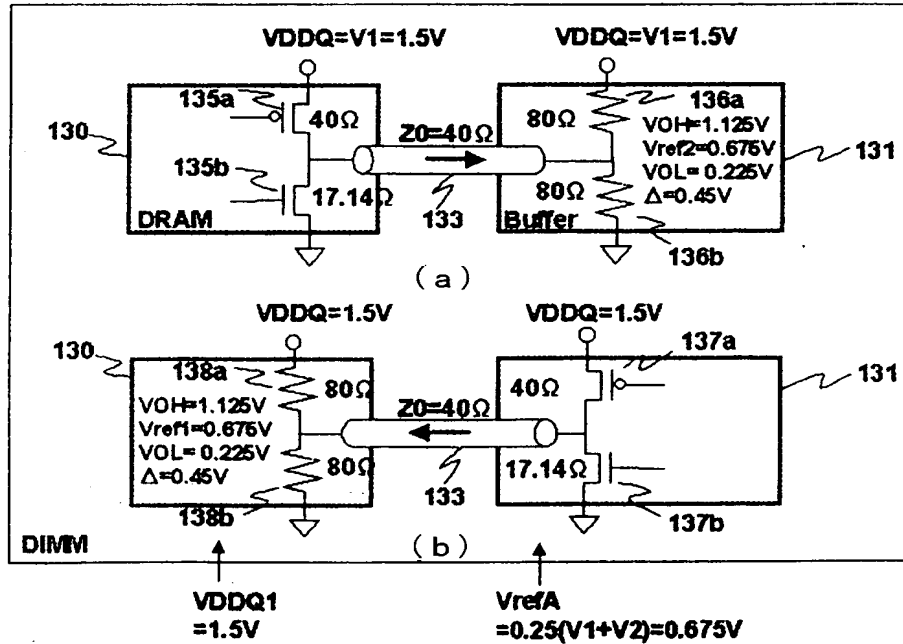 VDDQ=V1=1.5V VDDQ=V1=1.5V
135a 136a
130 40Ω Z0=40Ω 80Ω VOH=1.125V
Vref2=0.675V 131
135b VOL= 0.225V
17.14Ω 133 80Ω Δ=0.45V
DRAM Buffer
136b
(a)
VDDQ=1.5V VDDQ=1.5V
130 137a
138a 80Ω Z0=40Ω 40Ω 131
VOH=1.125V
Vref1=0.675V
VOL= 0.225V 17.14Ω
Δ=0.45V 80Ω 133
138b 137b
DIMM (b)
VDDQ1 VrefA
=1.5V =0.25(V1+V2)=0.675V